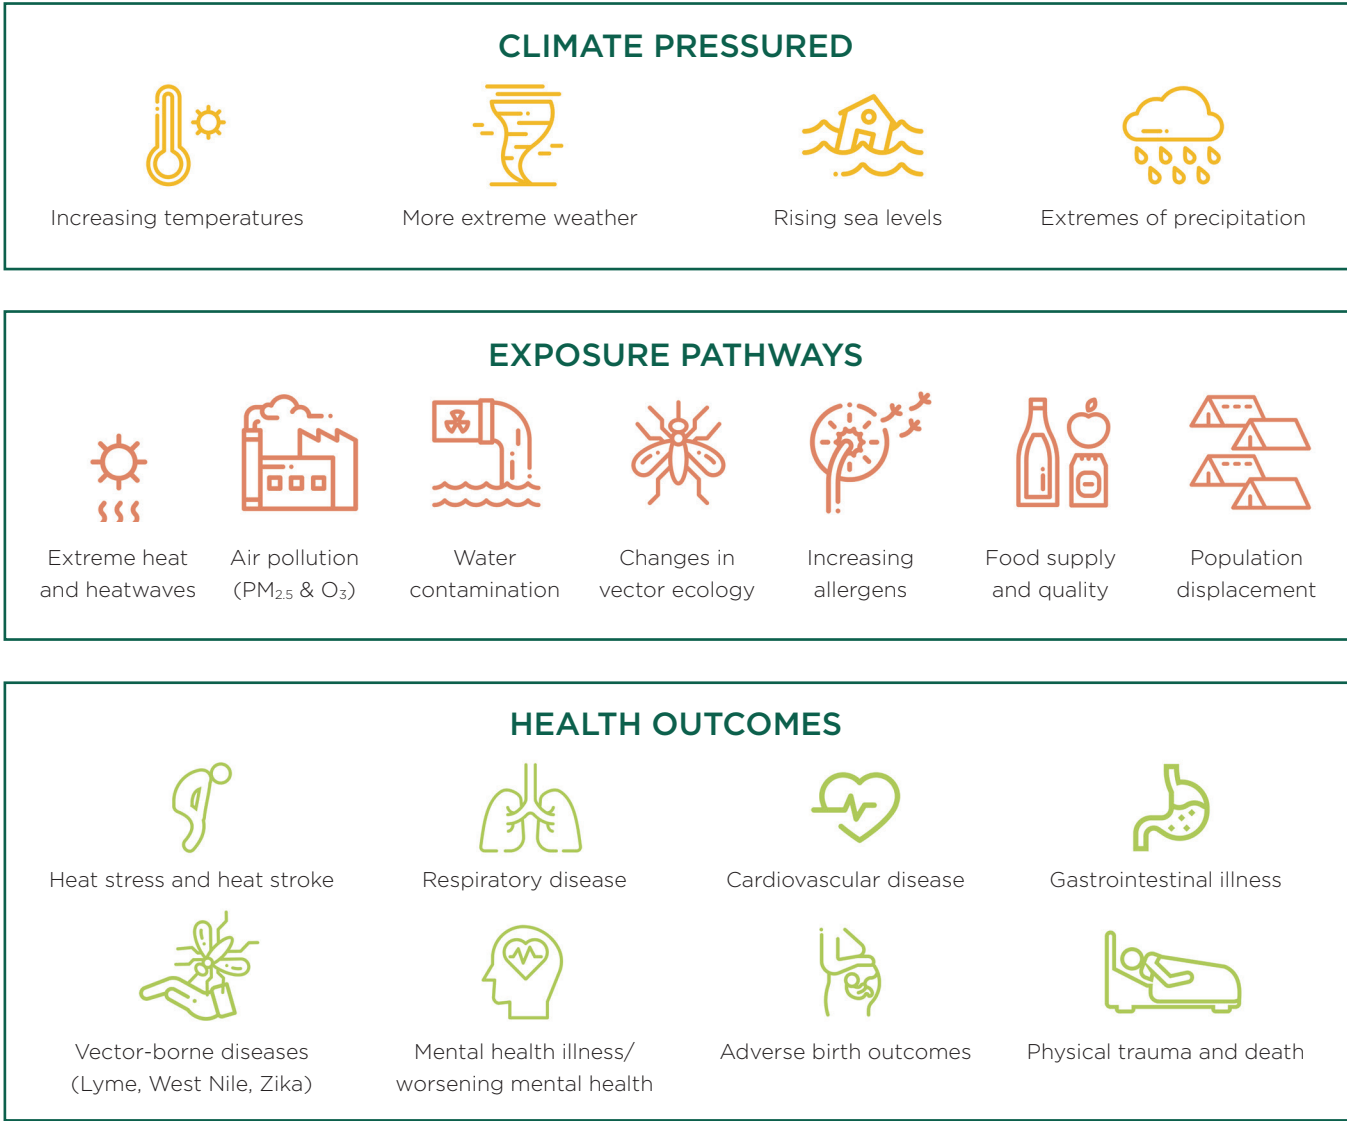 CLIMATE PRESSURED
Increasing temperatures
More extreme weather
Rising sea levels
Extremes of precipitation
EXPOSURE PATHWAYS
Extreme heat
and heatwaves
Air pollution
(PM₂.₅ & O₃)
Water
contamination
Changes in
vector ecology
Increasing
allergens
Food supply
and quality
Population
displacement
HEALTH OUTCOMES
Heat stress and heat stroke
Respiratory disease
Cardiovascular disease
Gastrointestinal illness
Vector-borne diseases
(Lyme, West Nile, Zika)
Mental health illness/
worsening mental health
Adverse birth outcomes
Physical trauma and death